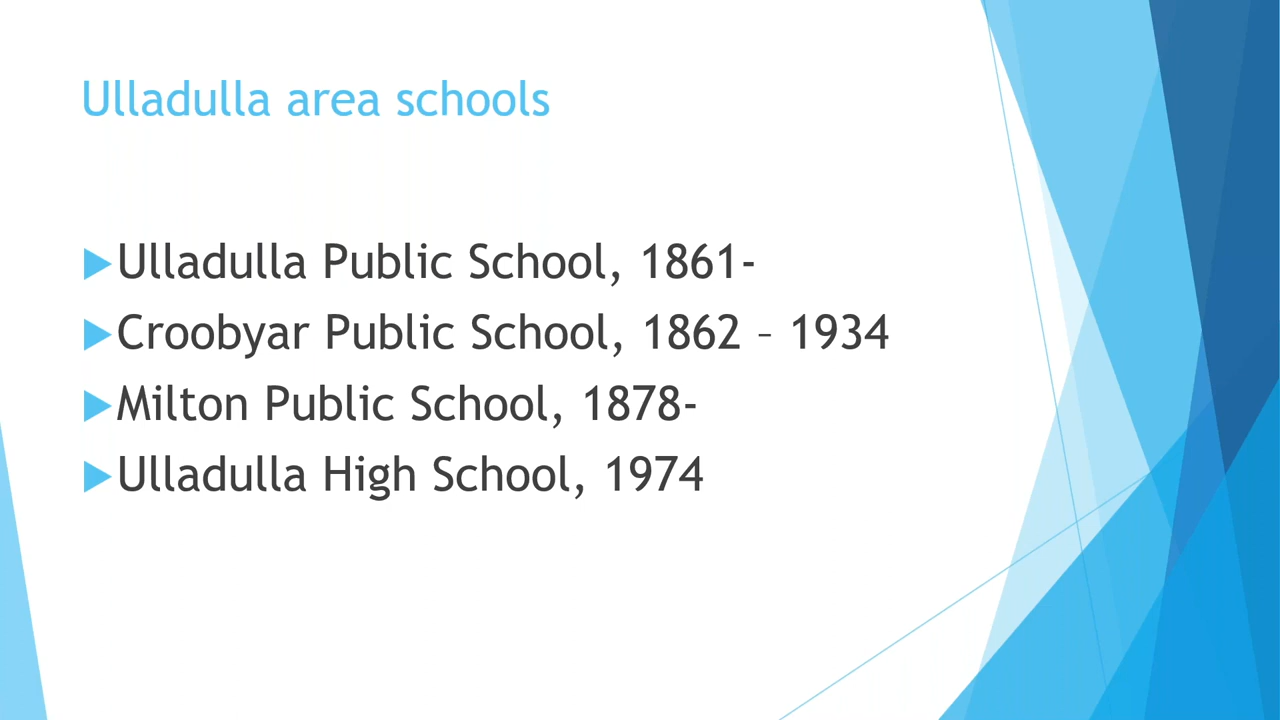 Ulladulla area schools
Ulladulla Public School, 1861-
Croobyar Public School, 1862 – 1934
Milton Public School, 1878-
Ulladulla High School, 1974